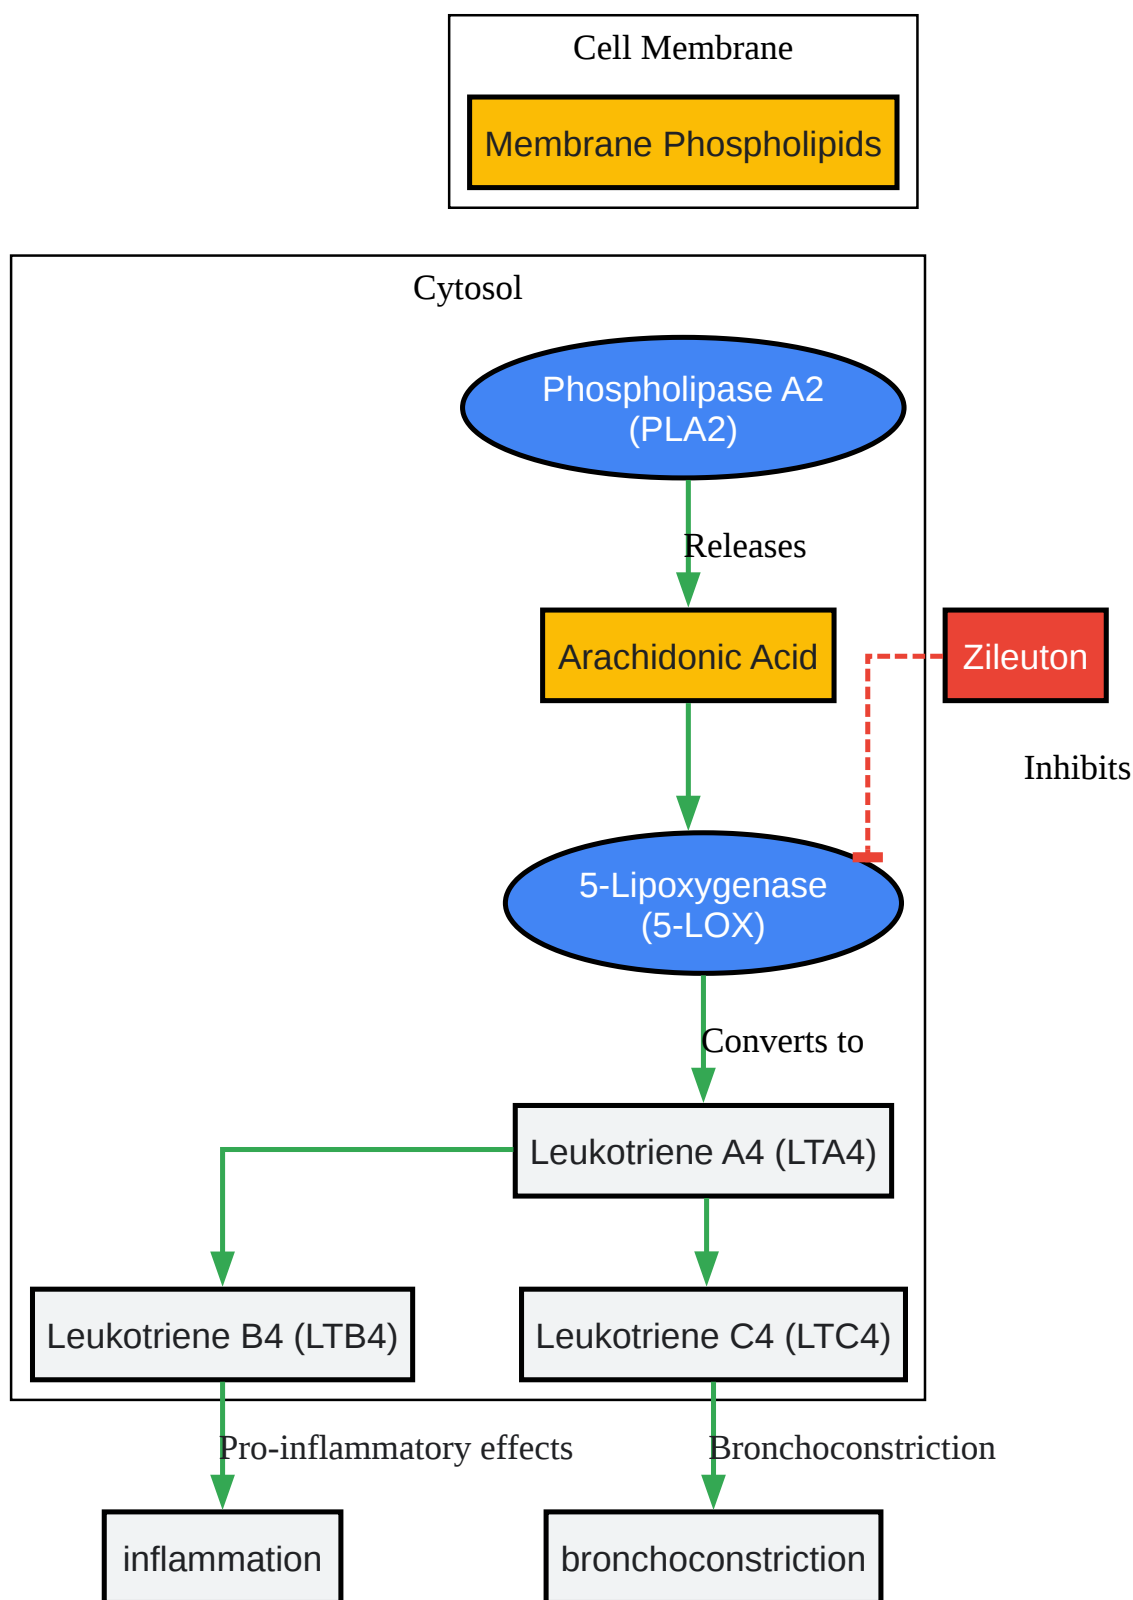 Cell Membrane
Membrane Phospholipids
Cytosol
Phospholipase A2
(PLA2)
Releases
Arachidonic Acid
Zileuton
Inhibits
5-Lipoxygenase
(5-LOX)
Converts to
Leukotriene A4 (LTA4)
Leukotriene B4 (LTB4)
Leukotriene C4 (LTC4)
Pro-inflammatory effects
Bronchoconstriction
inflammation
bronchoconstriction